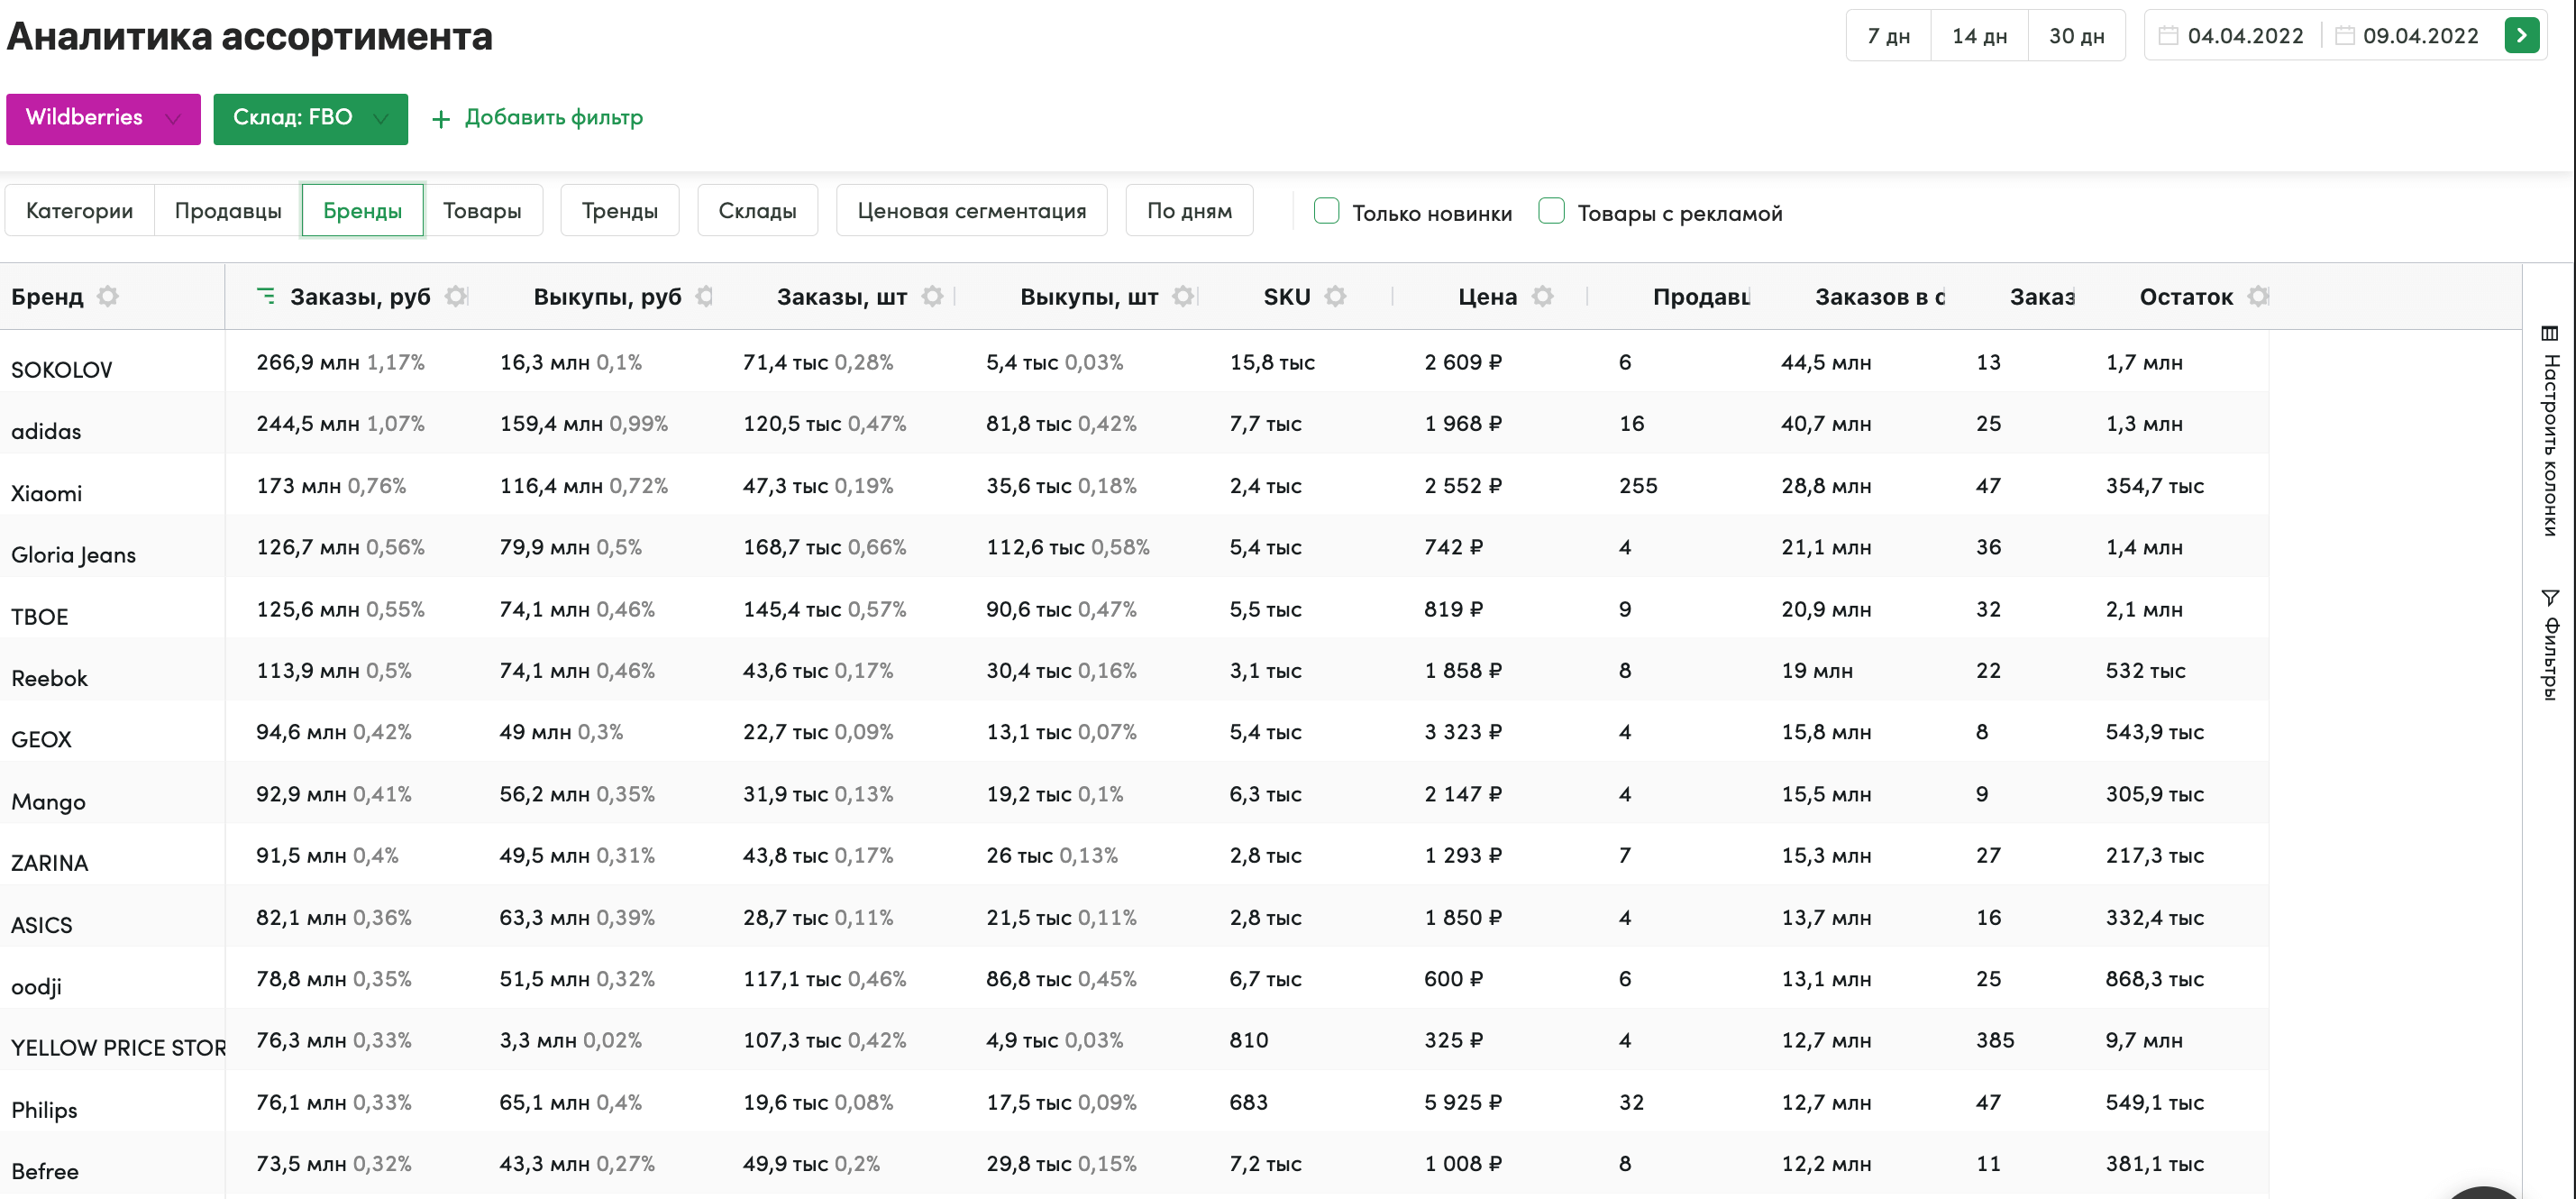 Аналитика ассортимента
7 дн 14 дн 30 дн 04.04.2022 09.04.2022
Wildberries Склад: FBO + Добавить фильтр
Категории Продавцы Бренды Товары Тренды Склады Ценовая сегментация По дням Только новинки Товары с рекламой
Бренд Заказы, руб Выкупы, руб Заказы, шт Выкупы, шт SKU Цена Продавц Заказов в Заказ Остаток
SOKOLOV 266,9 млн 1,17% 16,3 млн 0,1% 71,4 тыс 0,28% 5,4 тыс 0,03% 15,8 тыс 2 609 ₽ 6 44,5 млн 13 1,7 млн
adidas 244,5 млн 1,07% 159,4 млн 0,99% 120,5 тыс 0,47% 81,8 тыс 0,42% 7,7 тыс 1 968 ₽ 16 40,7 млн 25 1,3 млн
Xiaomi 173 млн 0,76% 116,4 млн 0,72% 47,3 тыс 0,19% 35,6 тыс 0,18% 2,4 тыс 2 552 ₽ 255 28,8 млн 47 354,7 тыс
Gloria Jeans 126,7 млн 0,56% 79,9 млн 0,5% 168,7 тыс 0,66% 112,6 тыс 0,58% 5,4 тыс 742 ₽ 4 21,1 млн 36 1,4 млн
ТВОЕ 125,6 млн 0,55% 74,1 млн 0,46% 145,4 тыс 0,57% 90,6 тыс 0,47% 5,5 тыс 819 ₽ 9 20,9 млн 32 2,1 млн
Reebok 113,9 млн 0,5% 74,1 млн 0,46% 43,6 тыс 0,17% 30,4 тыс 0,16% 3,1 тыс 1 858 ₽ 8 19 млн 22 532 тыс
GEOX 94,6 млн 0,42% 49 млн 0,3% 22,7 тыс 0,09% 13,1 тыс 0,07% 5,4 тыс 3 323 ₽ 4 15,8 млн 8 543,9 тыс
Mango 92,9 млн 0,41% 56,2 млн 0,35% 31,9 тыс 0,13% 19,2 тыс 0,1% 6,3 тыс 2 147 ₽ 4 15,5 млн 9 305,9 тыс
ZARINA 91,5 млн 0,4% 49,5 млн 0,31% 43,8 тыс 0,17% 26 тыс 0,13% 2,8 тыс 1 293 ₽ 7 15,3 млн 27 217,3 тыс
ASICS 82,1 млн 0,36% 63,3 млн 0,39% 28,7 тыс 0,11% 21,5 тыс 0,11% 2,8 тыс 1 850 ₽ 4 13,7 млн 16 332,4 тыс
oodji 78,8 млн 0,35% 51,5 млн 0,32% 117,1 тыс 0,46% 86,8 тыс 0,45% 6,7 тыс 600 ₽ 6 13,1 млн 25 868,3 тыс
YELLOW PRICE STOR 76,3 млн 0,33% 3,3 млн 0,02% 107,3 тыс 0,42% 4,9 тыс 0,03% 810 325 ₽ 4 12,7 млн 385 9,7 млн
Philips 76,1 млн 0,33% 65,1 млн 0,4% 19,6 тыс 0,08% 17,5 тыс 0,09% 683 5 925 ₽ 32 12,7 млн 47 549,1 тыс
Befree 73,5 млн 0,32% 43,3 млн 0,27% 49,9 тыс 0,2% 29,8 тыс 0,15% 7,2 тыс 1 008 ₽ 8 12,2 млн 11 381,1 тыс
Настроить колонки
Фильтры